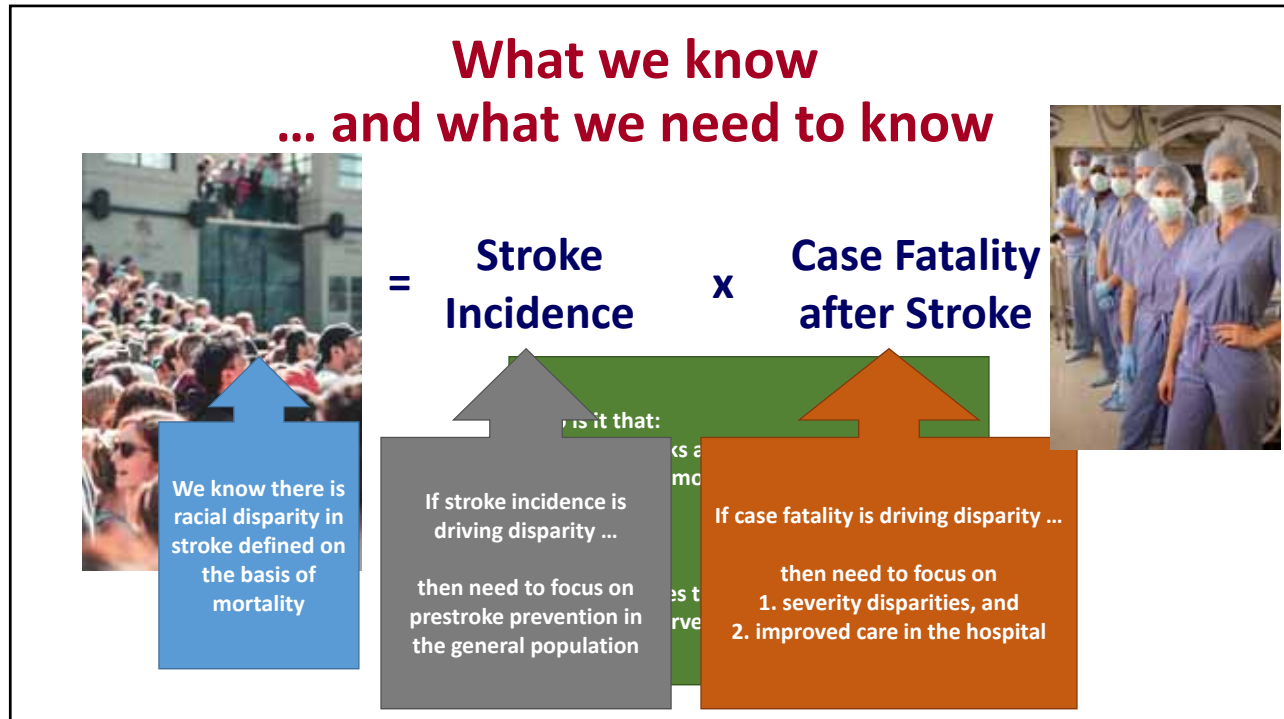 What we know
... and what we need to know
=
Stroke
Incidence
x
Case Fatality
after Stroke
is it that:
We know there is
racial disparity in
stroke defined on
the basis of
mortality
If stroke incidence is
driving disparity ...
then need to focus on
prestroke prevention in
the general population
If case fatality is driving disparity ...
then need to focus on
1. severity disparities, and
2. improved care in the hospital